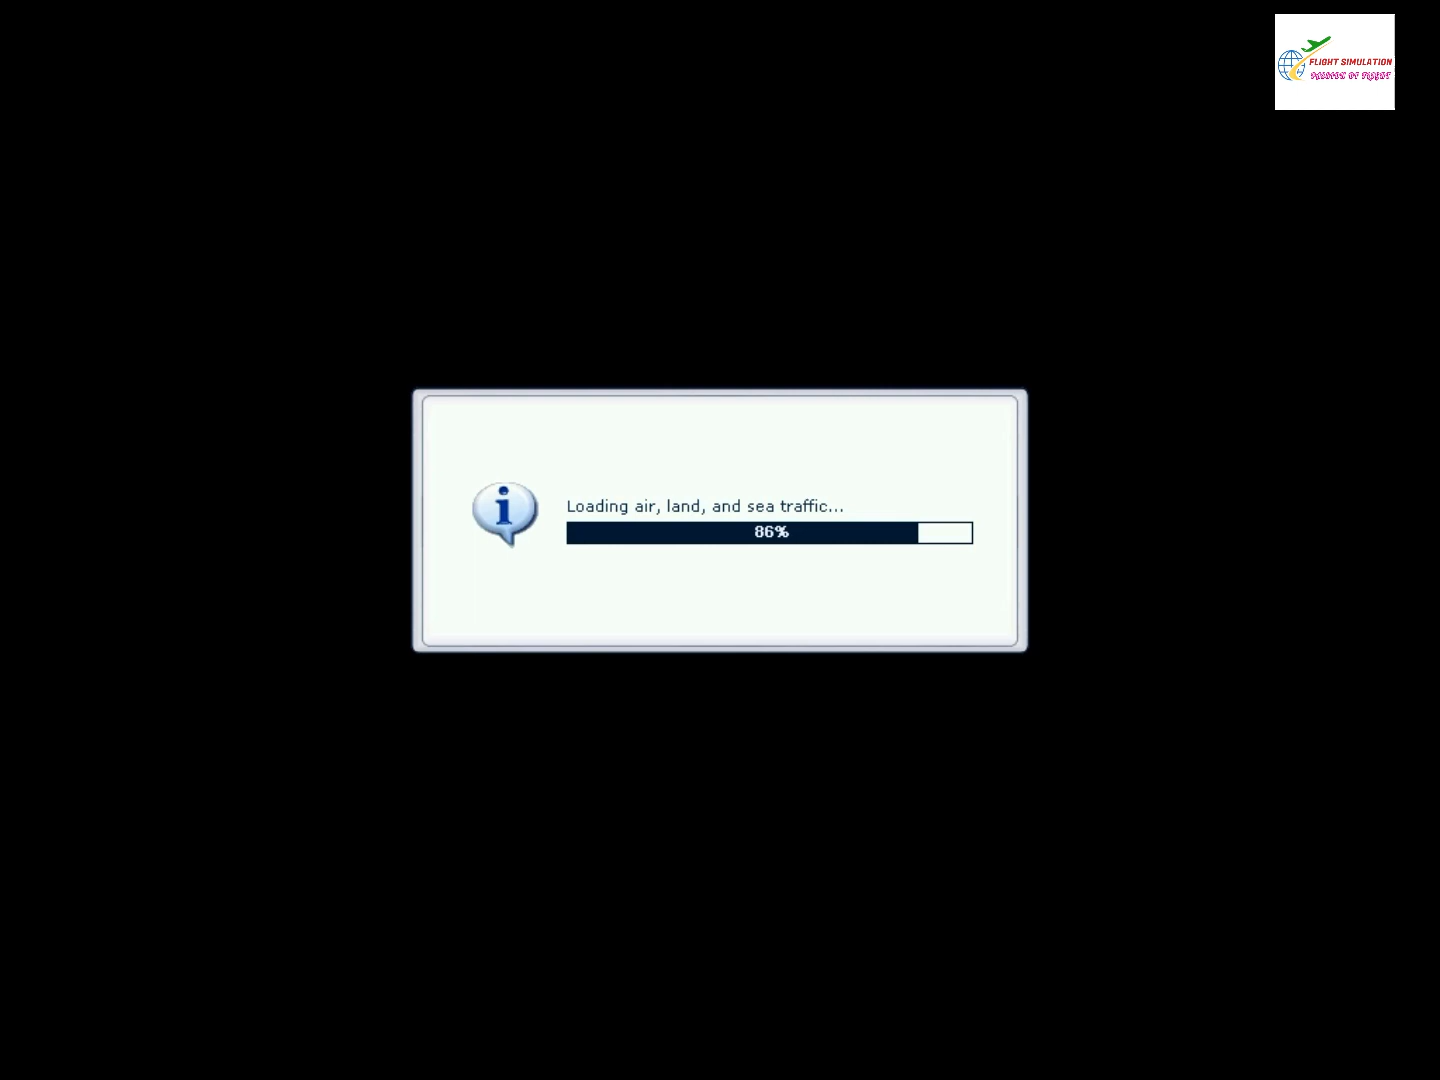 FLIGHT SIMULATION
Loading air, land, and sea traffic...
86%